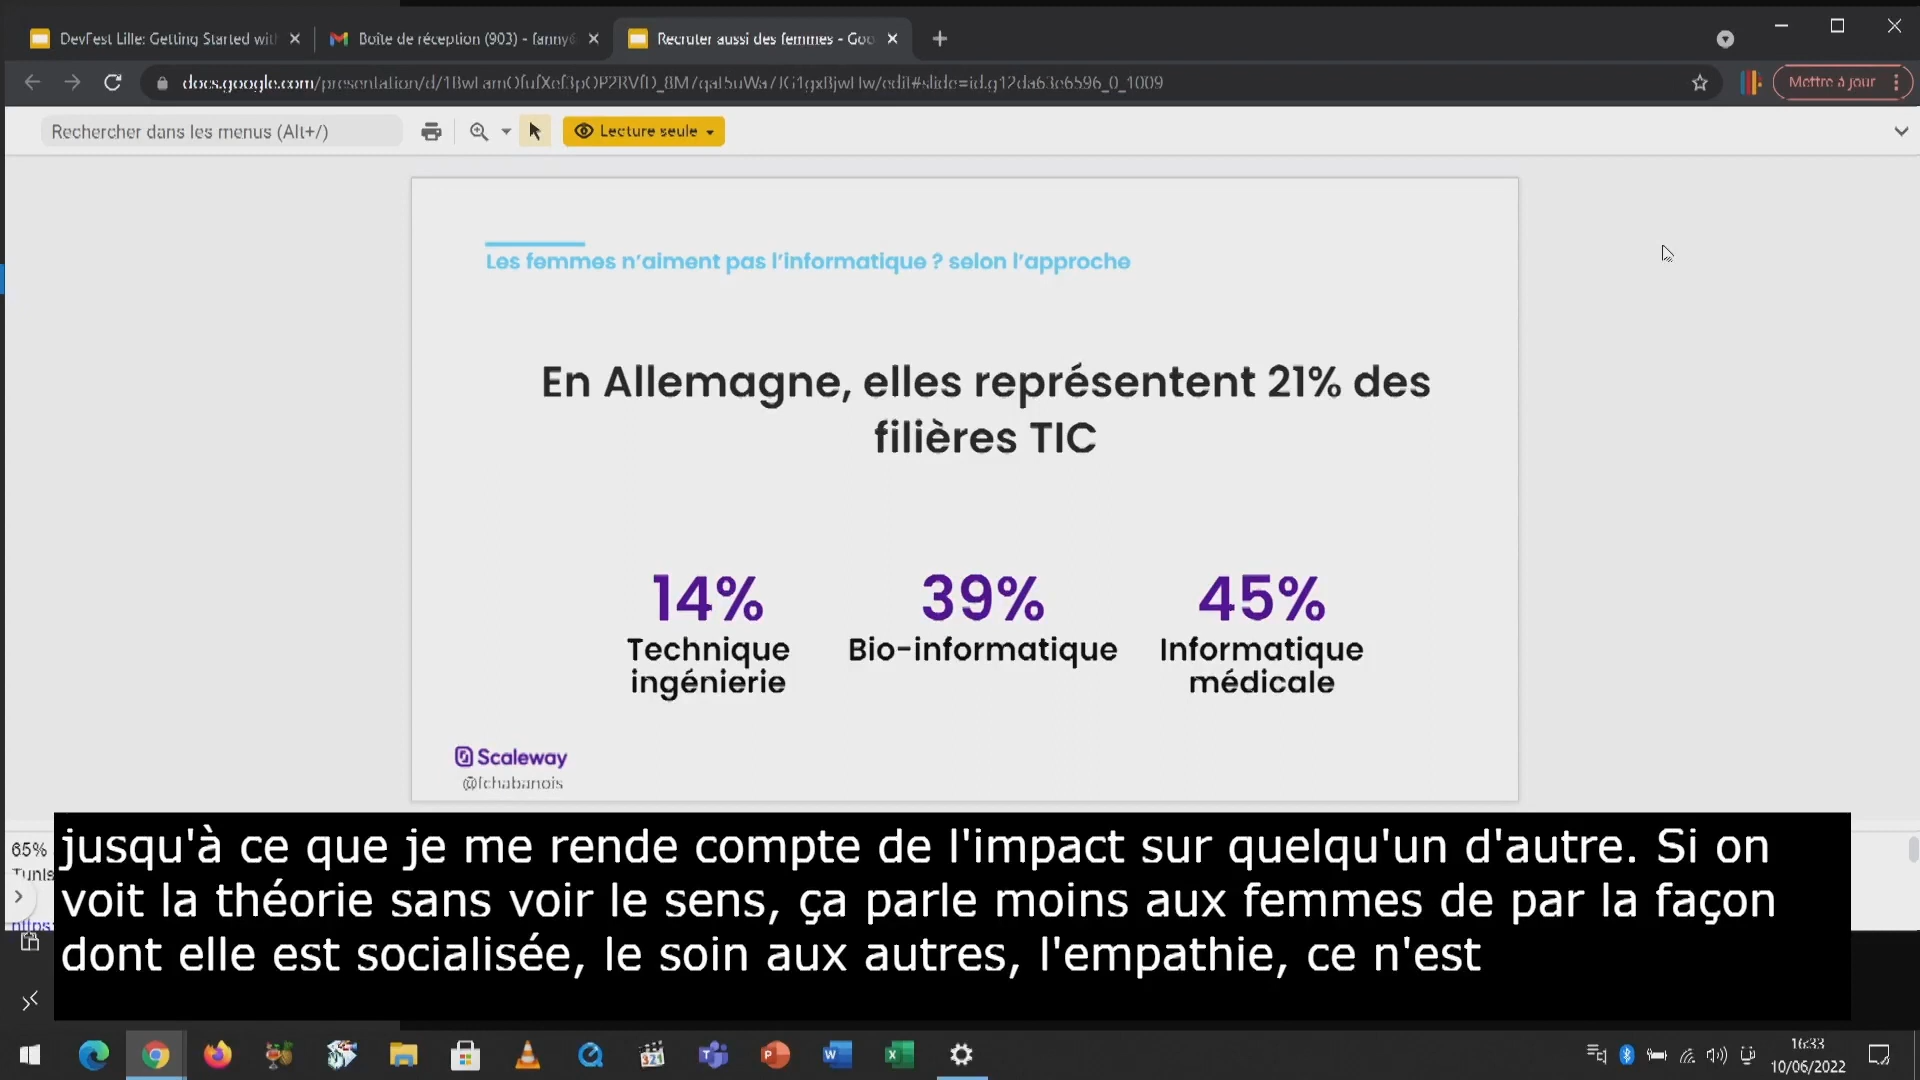 DevFest Lille: Getting Started wit
Boîte de réception (903) - fannyc
Recruter aussi des femmes - Goo
Mettre à jour
Rechercher dans les menus (Alt+/)
Lecture seule
Les femmes n'aiment pas l'informatique ? selon l'approche
En Allemagne, elles représentent 21% des
filières TIC
14%
Technique
ingénierie
39%
Bio-informatique
45%
Informatique
médicale
Scaleway
@fchabanois
65%
Tunis
https:
jusqu'à ce que je me rende compte de l'impact sur quelqu'un d'autre. Si on
voit la théorie sans voir le sens, ça parle moins aux femmes de par la façon
dont elle est socialisée, le soin aux autres, l'empathie, ce n'est
16:33
10/06/2022